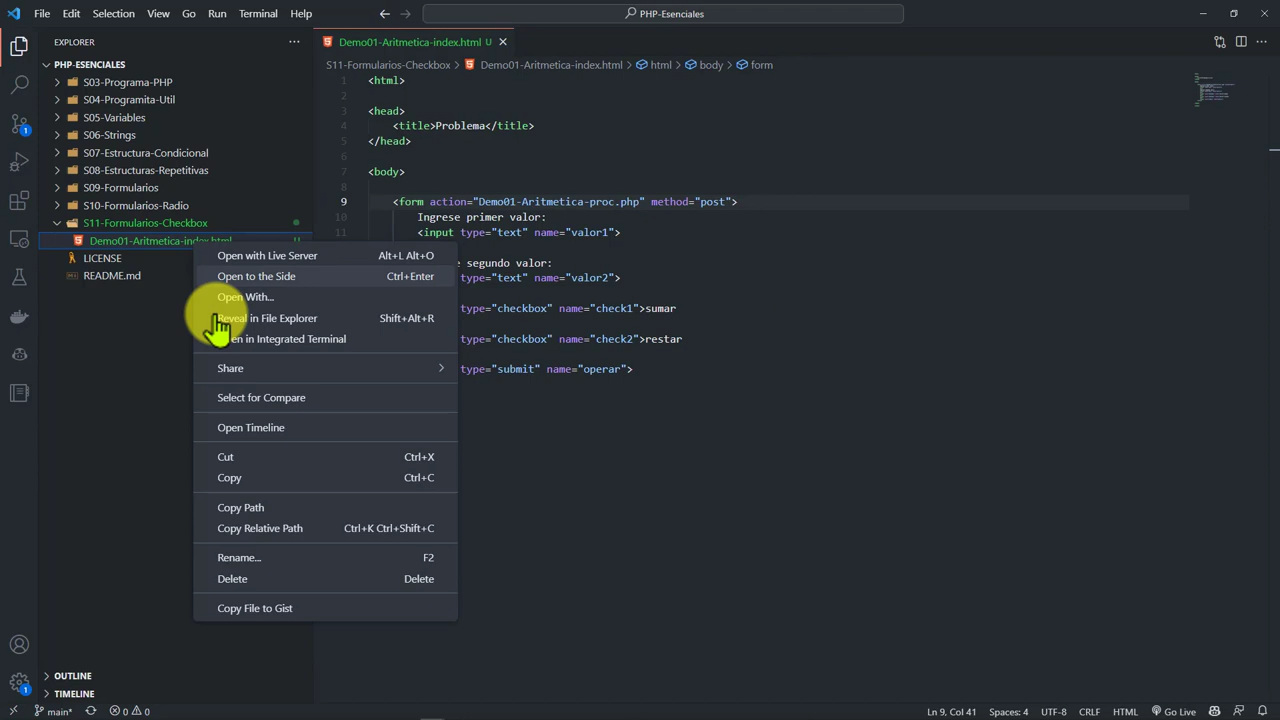 File Edit Selection View Go Run Terminal Help
PHP-Esenciales
EXPLORER
PHP-ESENCIALES
S03-Programa-PHP
S04-Programita-Util
S05-Variables
S06-Strings
S07-Estructura-Condicional
S08-Estructuras-Repetitivas
S09-Formularios
S10-Formularios-Radio
S11-Formularios-Checkbox
Demo01-Aritmetica-index.html U
LICENSE
README.md
OUTLINE
TIMELINE
Demo01-Aritmetica-index.html U
S11-Formularios-Checkbox > Demo01-Aritmetica-index.html > html > body > form
1 <html>
2
3 <head>
4 <title>Problema</title>
5 </head>
6
7 <body>
8
9 <form action="Demo01-Aritmetica-proc.php" method="post">
10 Ingrese primer valor:
11 <input type="text" name="valor1">
e segundo valor:
type="text" name="valor2">
type="checkbox" name="check1">sumar
type="checkbox" name="check2">restar
type="submit" name="operar">
Open with Live Server Alt+L Alt+O
Open to the Side Ctrl+Enter
Open With...
Reveal in File Explorer Shift+Alt+R
in Integrated Terminal
Share
Select for Compare
Open Timeline
Cut Ctrl+X
Copy Ctrl+C
Copy Path
Copy Relative Path Ctrl+K Ctrl+Shift+C
Rename... F2
Delete Delete
Copy File to Gist
1
1
main* 0 0 Ln 9, Col 41 Spaces: 4 UTF-8 CRLF HTML Go Live